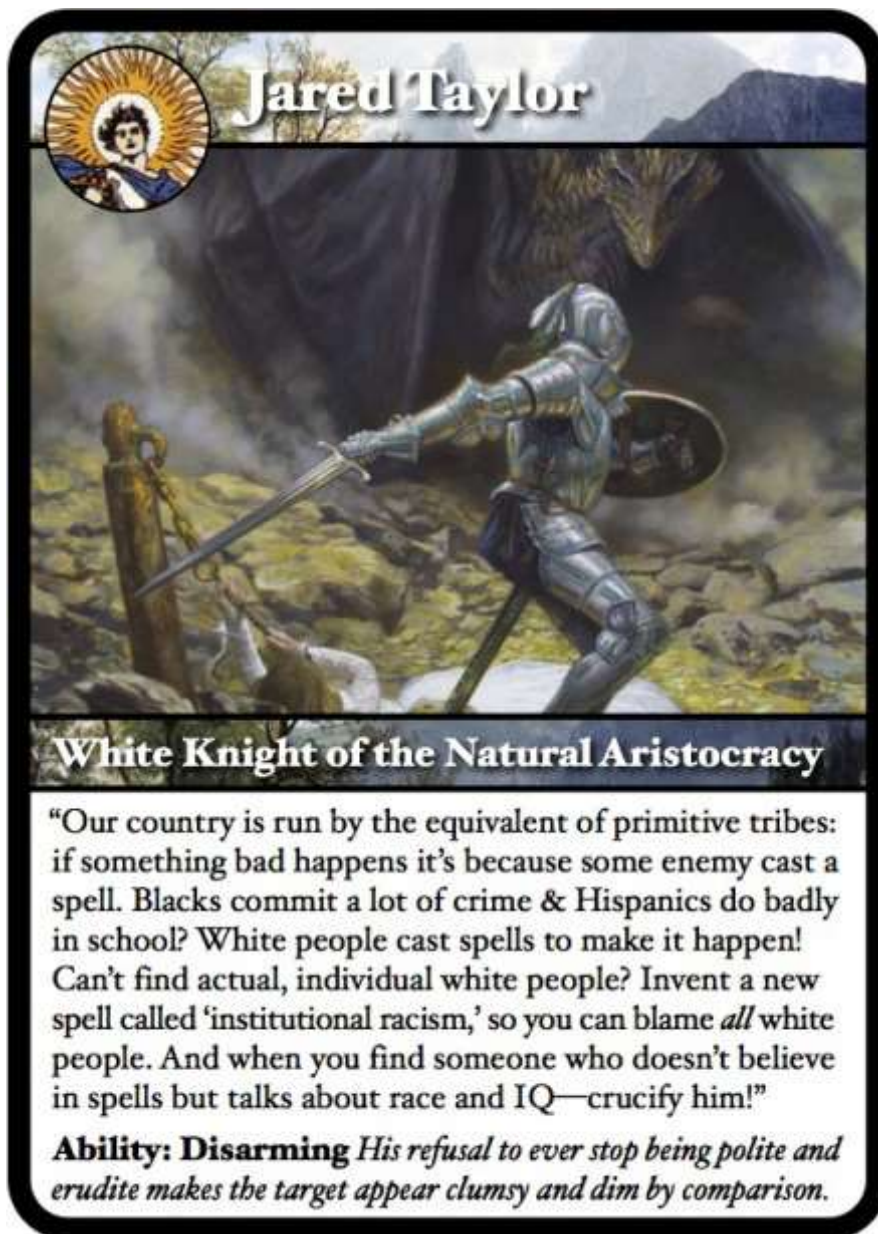 Jared Taylor
White Knight of the Natural Aristocracy
“Our country is run by the equivalent of primitive tribes:
if something bad happens it’s because some enemy cast a
spell. Blacks commit a lot of crime & Hispanics do badly
in school? White people cast spells to make it happen!
Can’t find actual, individual white people? Invent a new
spell called ‘institutional racism,’ so you can blame all white
people. And when you find someone who doesn’t believe
in spells but talks about race and IQ—crucify him!”
Ability: Disarming His refusal to ever stop being polite and
erudite makes the target appear clumsy and dim by comparison.